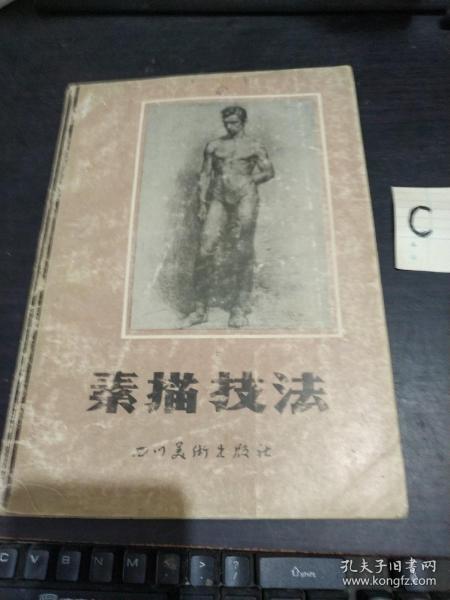 C
素描技法
四川美術出版社
C V B N M < > ? ⇧Shift
孔夫子旧书网
www.kongfz.com